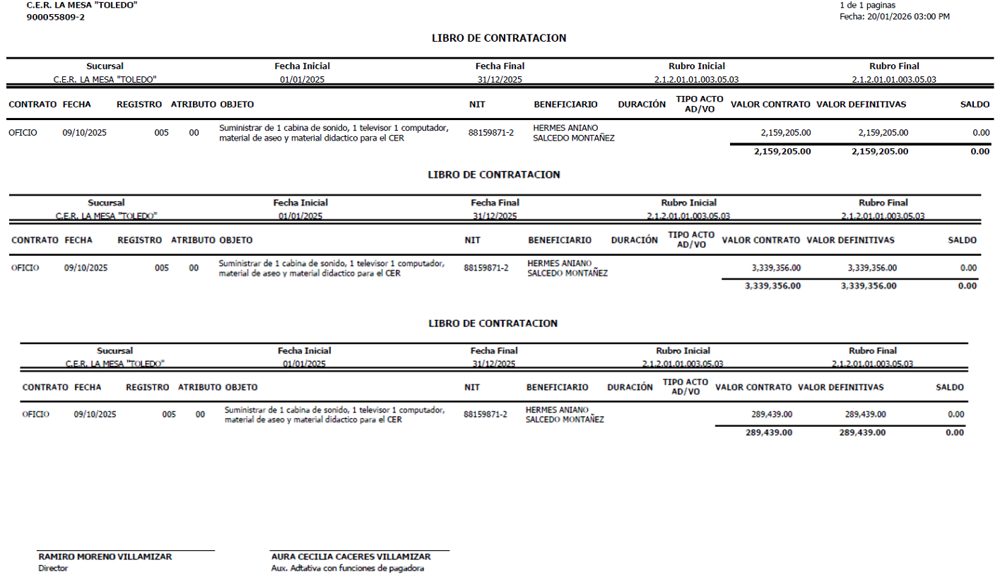 C.E.R. LA MESA "TOLEDO"
900055809-2
1 de 1 paginas
Fecha: 20/01/2026 03:00 PM
LIBRO DE CONTRATACION
Sucursal Fecha Inicial Fecha Final Rubro Inicial Rubro Final
C.E.R. LA MESA "TOLEDO" 01/01/2025 31/12/2025 2.1.2.01.01.003.05.03 2.1.2.01.01.003.05.03
CONTRATO FECHA REGISTRO ATRIBUTO OBJETO NIT BENEFICIARIO DURACIÓN TIPO ACTO AD/VO VALOR CONTRATO VALOR DEFINITIVAS SALDO
OFICIO 09/10/2025 005 00 Suministrar de 1 cabina de sonido, 1 televisor 1 computador, 88159871-2 HERMES ANIANO 2,159,205.00 2,159,205.00 0.00
material de aseo y material didactico para el CER SALCEDO MONTAÑEZ
2,159,205.00 2,159,205.00 0.00
LIBRO DE CONTRATACION
Sucursal Fecha Inicial Fecha Final Rubro Inicial Rubro Final
C.E.R. LA MESA "TOLEDO" 01/01/2025 31/12/2025 2.1.2.01.01.003.05.03 2.1.2.01.01.003.05.03
CONTRATO FECHA REGISTRO ATRIBUTO OBJETO NIT BENEFICIARIO DURACIÓN TIPO ACTO AD/VO VALOR CONTRATO VALOR DEFINITIVAS SALDO
OFICIO 09/10/2025 005 00 Suministrar de 1 cabina de sonido, 1 televisor 1 computador, 88159871-2 HERMES ANIANO 3,339,356.00 3,339,356.00 0.00
material de aseo y material didactico para el CER SALCEDO MONTAÑEZ
3,339,356.00 3,339,356.00 0.00
LIBRO DE CONTRATACION
Sucursal Fecha Inicial Fecha Final Rubro Inicial Rubro Final
C.E.R. LA MESA "TOLEDO" 01/01/2025 31/12/2025 2.1.2.01.01.003.05.03 2.1.2.01.01.003.05.03
CONTRATO FECHA REGISTRO ATRIBUTO OBJETO NIT BENEFICIARIO DURACIÓN TIPO ACTO AD/VO VALOR CONTRATO VALOR DEFINITIVAS SALDO
OFICIO 09/10/2025 005 00 Suministrar de 1 cabina de sonido, 1 televisor 1 computador, 88159871-2 HERMES ANIANO 289,439.00 289,439.00 0.00
material de aseo y material didactico para el CER SALCEDO MONTAÑEZ
289,439.00 289,439.00 0.00
RAMIRO MORENO VILLAMIZAR AURA CECILIA CACERES VILLAMIZAR
Director Aux. Adtativa con funciones de pagadora